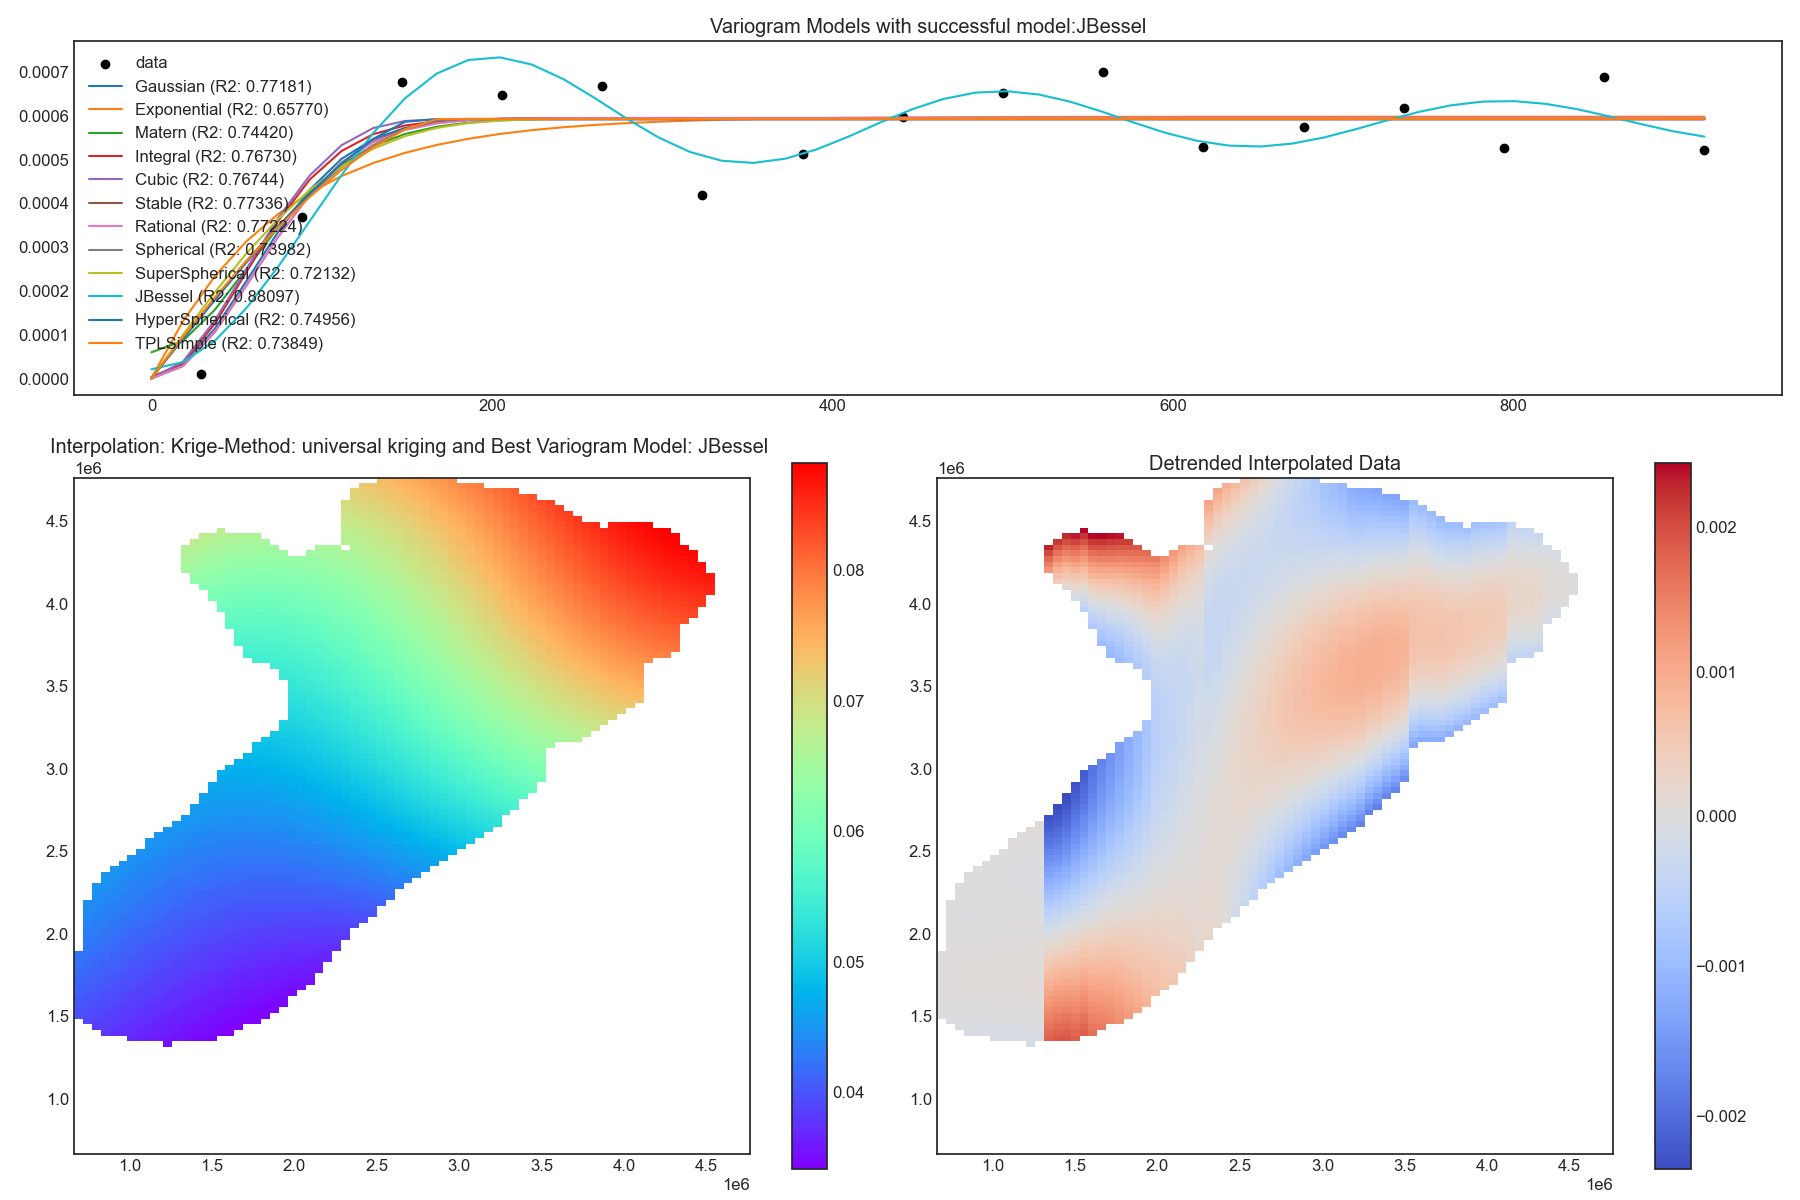 Variogram Models with successful model:JBessel
0.0007
0.0006
0.0005
0.0004
0.0003
0.0002
0.0001
0.0000
data
Gaussian (R2: 0.77181)
Exponential (R2: 0.65770)
Matern (R2: 0.74420)
Integral (R2: 0.76730)
Cubic (R2: 0.76744)
Stable (R2: 0.77336)
Rational (R2: 0.77224)
Spherical (R2: 0.73982)
SuperSpherical (R2: 0.72132)
JBessel (R2: 0.88097)
HyperSpherical (R2: 0.74956)
TPLSimple (R2: 0.73849)
0 200 400 600 800
Interpolation: Krige-Method: universal kriging and Best Variogram Model: JBessel
1e6
4.5
4.0
3.5
3.0
2.5
2.0
1.5
1.0
1.0 1.5 2.0 2.5 3.0 3.5 4.0 4.5
1e6
0.08
0.07
0.06
0.05
0.04
Detrended Interpolated Data
1e6
4.5
4.0
3.5
3.0
2.5
2.0
1.5
1.0
1.0 1.5 2.0 2.5 3.0 3.5 4.0 4.5
1e6
0.002
0.001
0.000
−0.001
−0.002